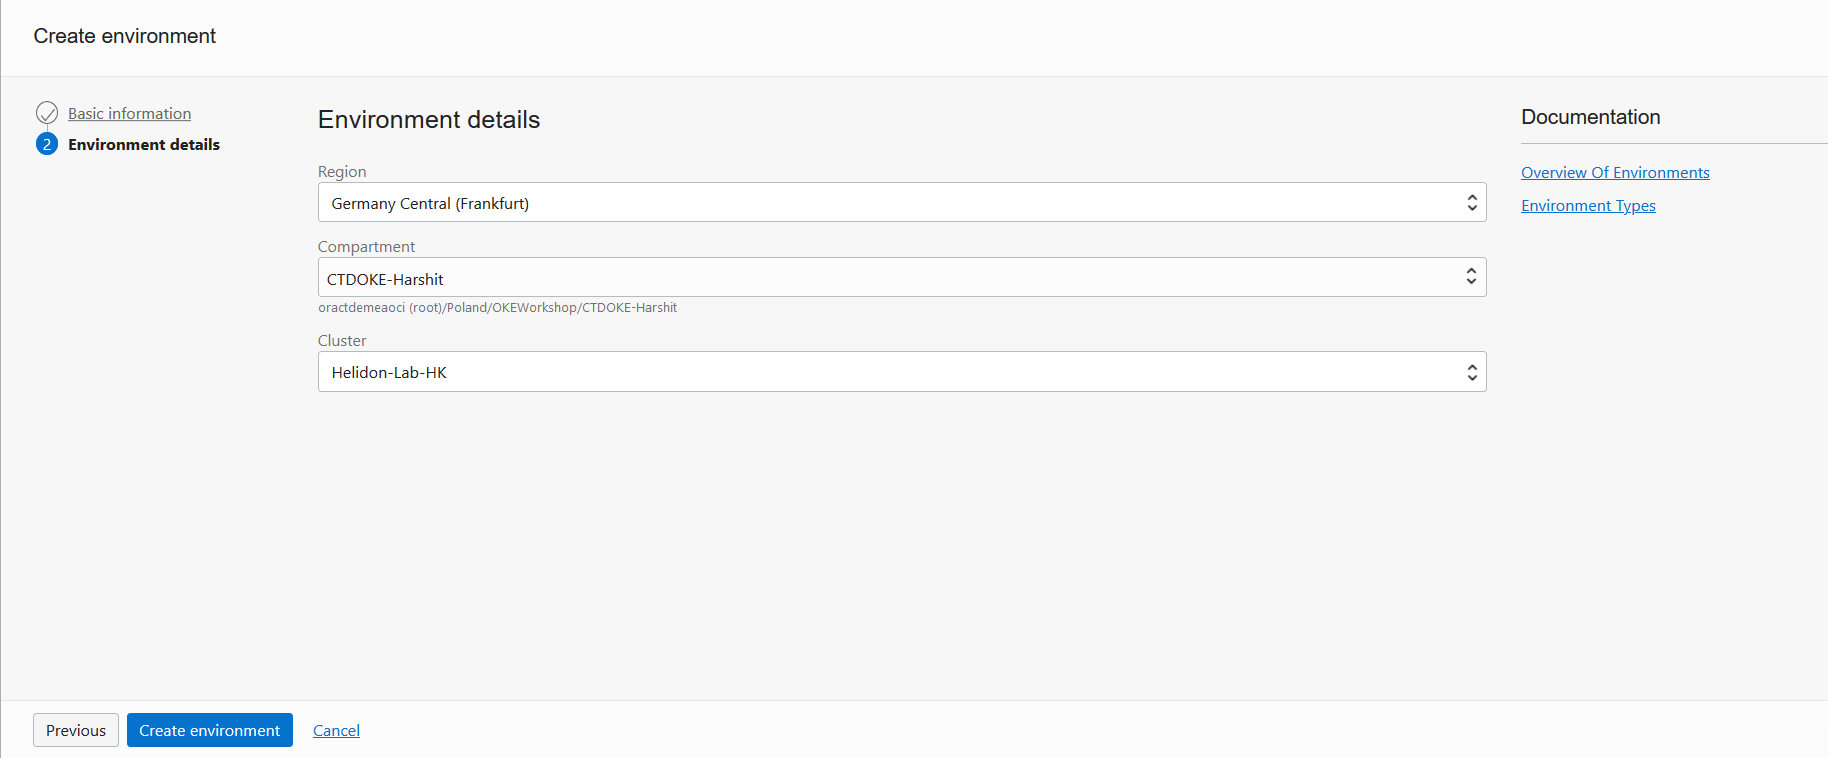 Create environment
Basic information
2 Environment details
Environment details
Region
Germany Central (Frankfurt)
Compartment
CTDOKE-Harshit
oractdemeaoci (root)/Poland/OKEWorkshop/CTDOKE-Harshit
Cluster
Helidon-Lab-HK
Documentation
Overview Of Environments
Environment Types
Previous Create environment Cancel